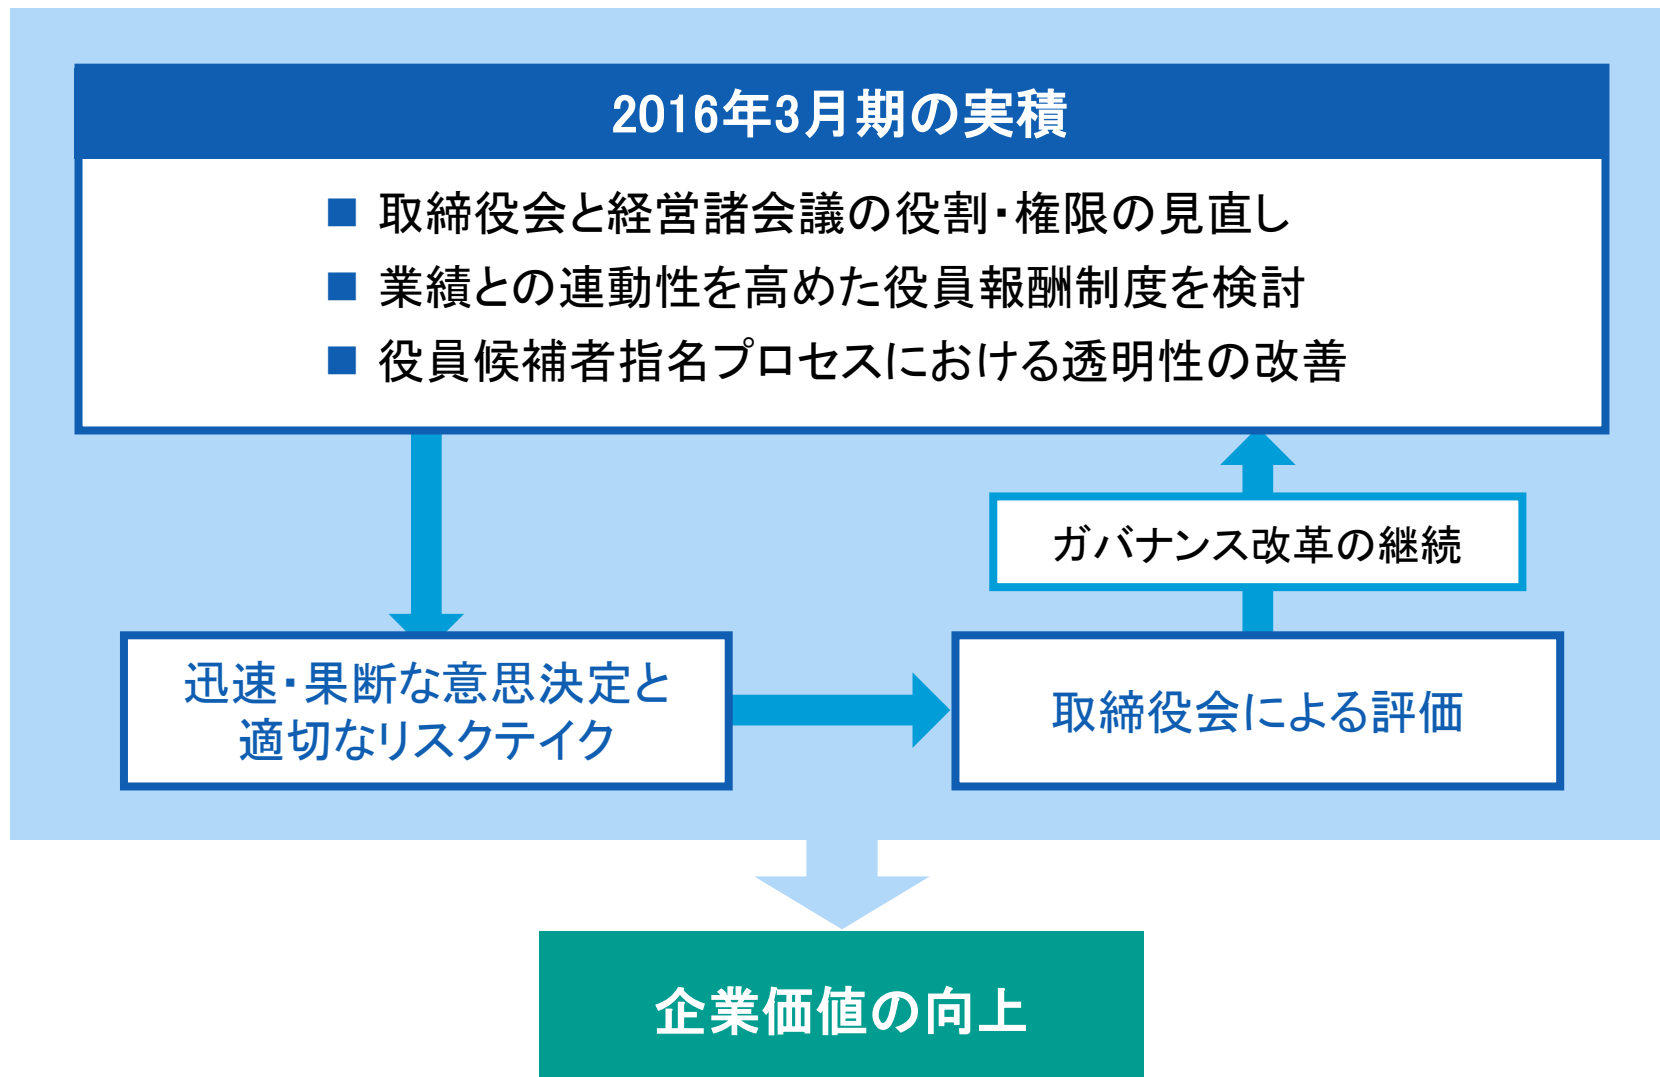 2016年3月期の実積
■ 取締役会と経営諸会議の役割・権限の見直し
■ 業績との連動性を高めた役員報酬制度を検討
■ 役員候補者指名プロセスにおける透明性の改善
ガバナンス改革の継続
迅速・果断な意思決定と
適切なリスクテイク
取締役会による評価
企業価値の向上